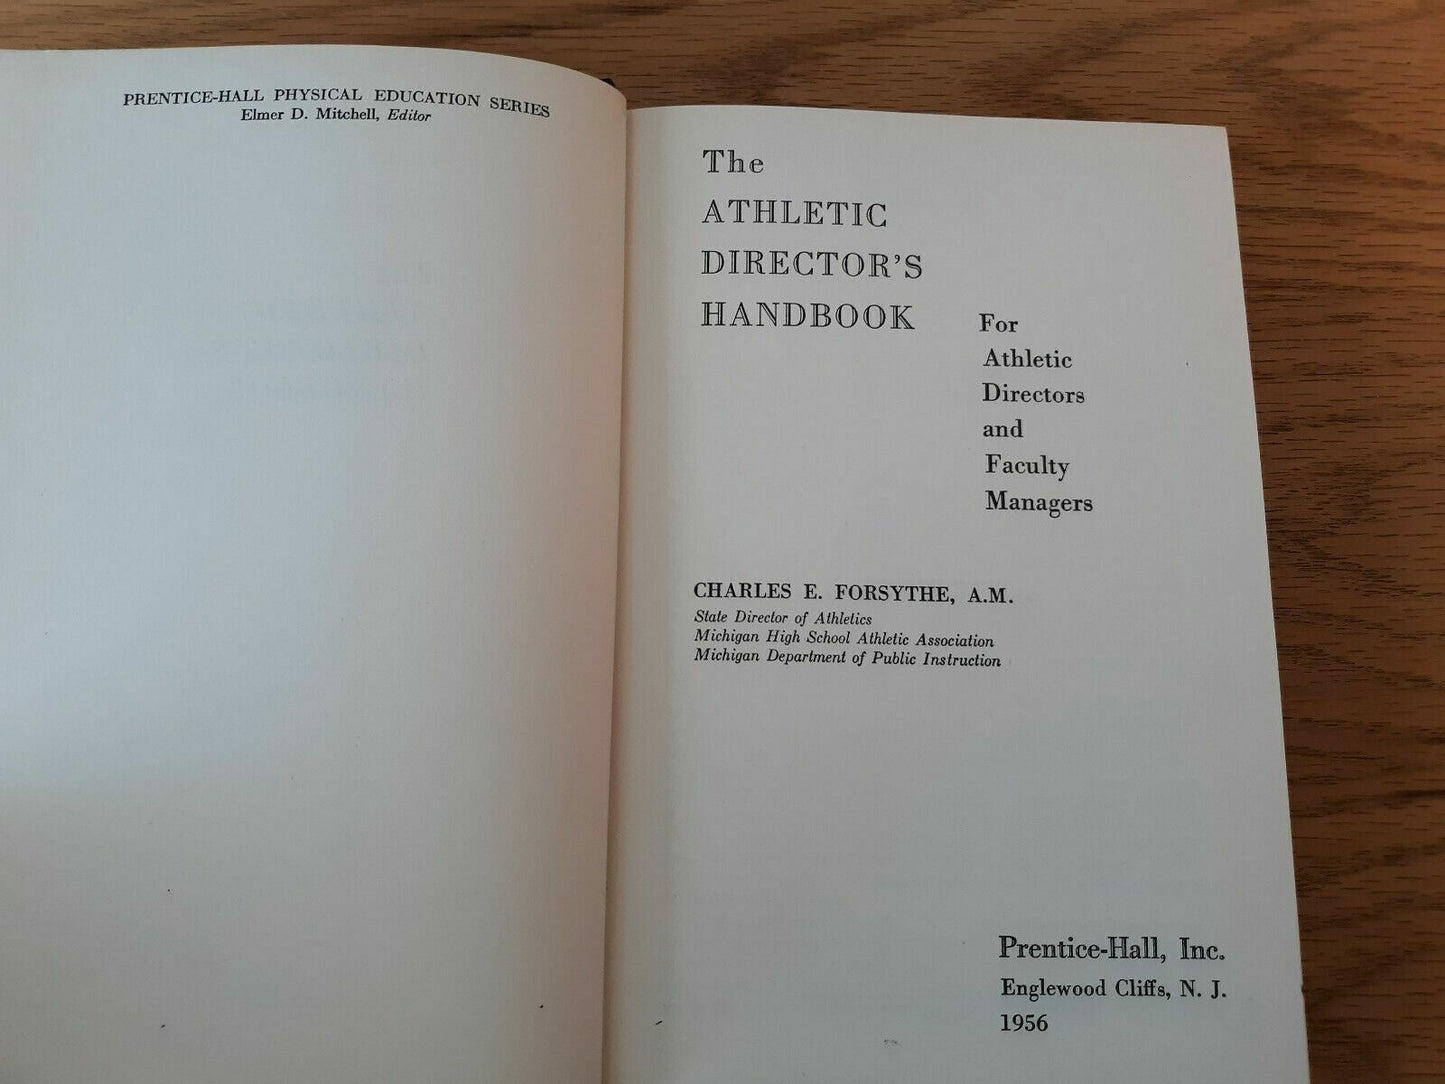 PRENTICE-HALL PHYSICAL EDUCATION SERIES
Elmer D. Mitchell, Editor
The
ATHLETIC
DIRECTOR'S
HANDBOOK
For
Athletic
Directors
and
Faculty
Managers
CHARLES E. FORSYTHE, A.M.
State Director of Athletics
Michigan High School Athletic Association
Michigan Department of Public Instruction
Prentice-Hall, Inc.
Englewood Cliffs, N. J.
1956